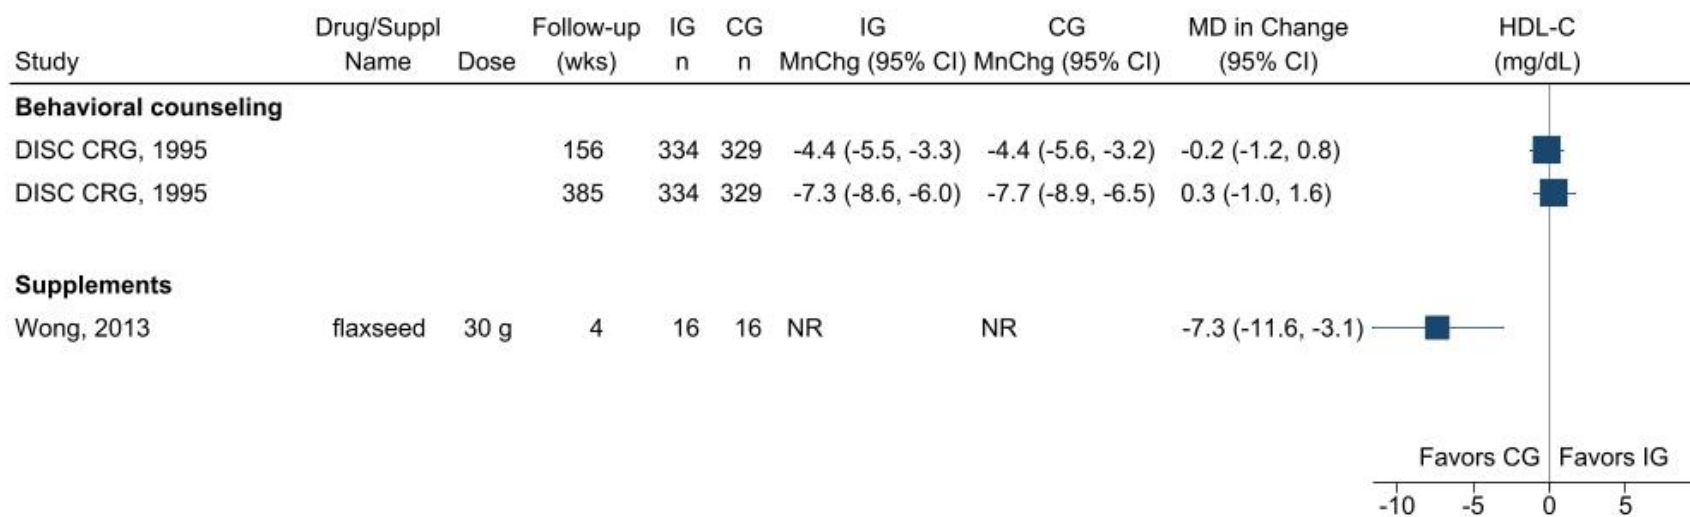 Drug/Suppl Follow-up IG CG IG CG MD in Change HDL-C
Study Name Dose (wks) n n MnChg (95% CI) MnChg (95% CI) (95% CI) (mg/dL)
Behavioral counseling
DISC CRG, 1995 156 334 329 -4.4 (-5.5, -3.3) -4.4 (-5.6, -3.2) -0.2 (-1.2, 0.8)
DISC CRG, 1995 385 334 329 -7.3 (-8.6, -6.0) -7.7 (-8.9, -6.5) 0.3 (-1.0, 1.6)
Supplements
Wong, 2013 flaxseed 30 g 4 16 16 NR NR -7.3 (-11.6, -3.1)
Favors CG Favors IG
-10 -5 0 5